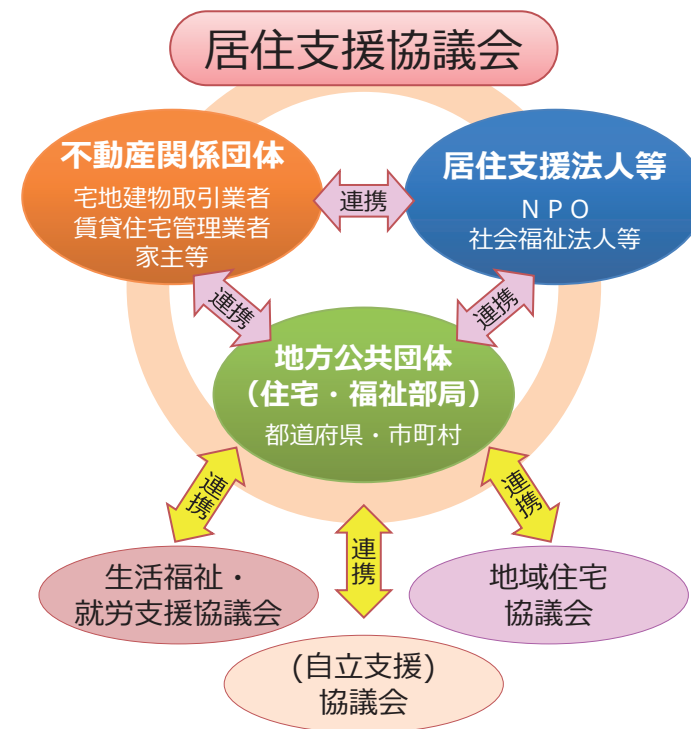 居住支援協議会
不動産関係団体
宅地建物取引業者
賃貸住宅管理業者
家主等
連携
居住支援法人等
ＮＰＯ
社会福祉法人等
連携
連携
地方公共団体
（住宅・福祉部局）
都道府県・市町村
連携
連携
連携
生活福祉・
就労支援協議会
(自立支援)
協議会
地域住宅
協議会